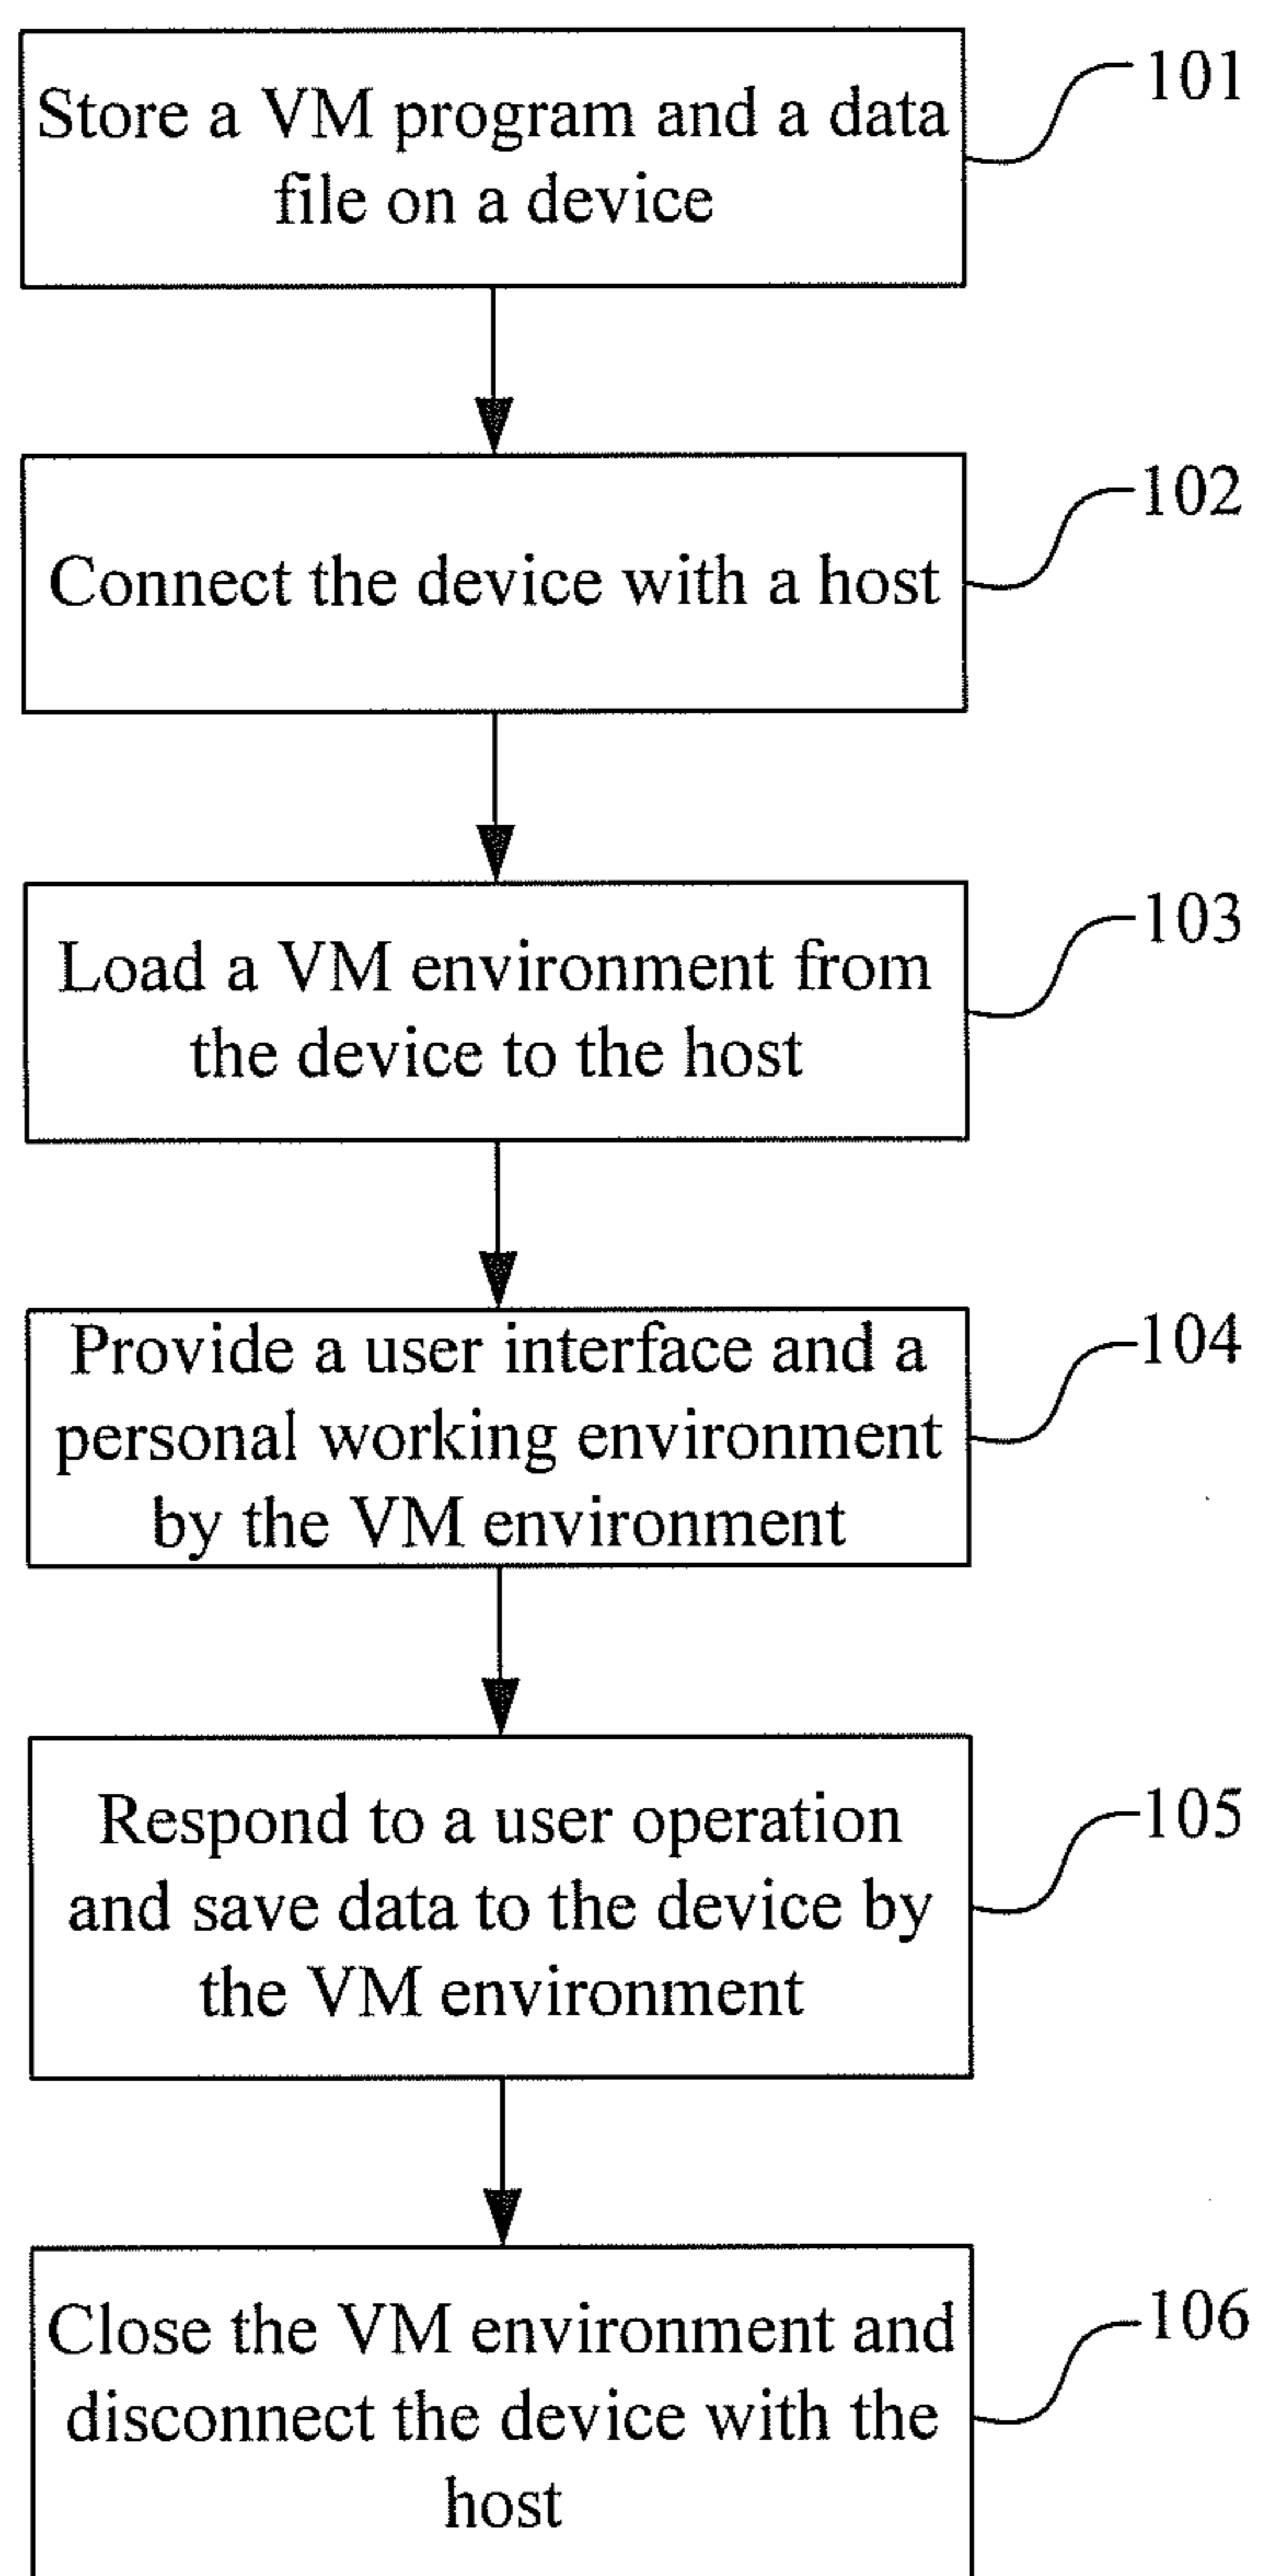 Store a VM program and a data
file on a device
101
Connect the device with a host
102
Load a VM environment from
the device to the host
103
Provide a user interface and a
personal working environment
by the VM environment
104
Respond to a user operation
and save data to the device by
the VM environment
105
Close the VM environment and
disconnect the device with the
host
106